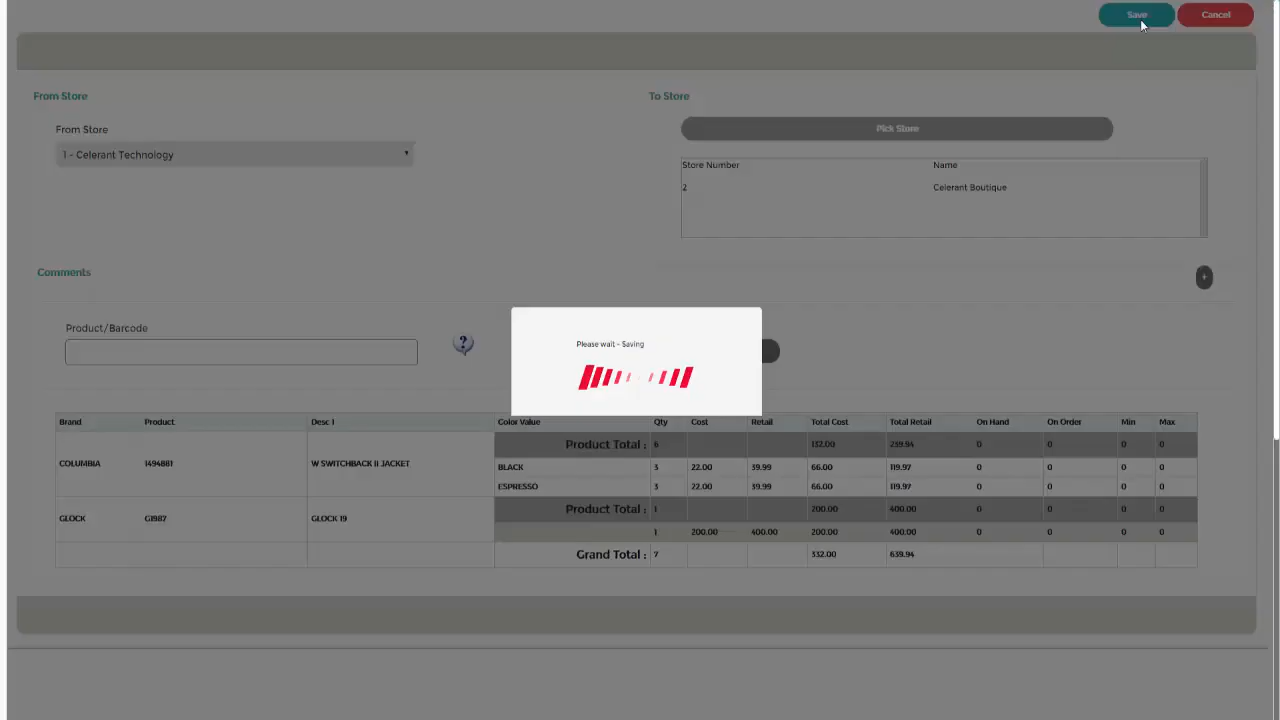 Save Cancel
From Store To Store
From Store Pick Store
1 - Celerant Technology
Store Number Name
2 Celerant Boutique
Comments +
Product/Barcode
?
Please wait - Saving
Brand Product Desc 1 Color Value Qty Cost Retail Total Cost Total Retail On Hand On Order Min Max
Product Total : 6 132.00 239.94 0 0 0 0
COLUMBIA 1494881 W SWITCHBACK II JACKET BLACK 3 22.00 39.99 66.00 119.97 0 0 0 0
ESPRESSO 3 22.00 39.99 66.00 119.97 0 0 0 0
Product Total : 1 200.00 400.00 0 0 0 0
GLOCK G1987 GLOCK 19
1 200.00 400.00 200.00 400.00 0 0 0 0
Grand Total : 7 332.00 639.94